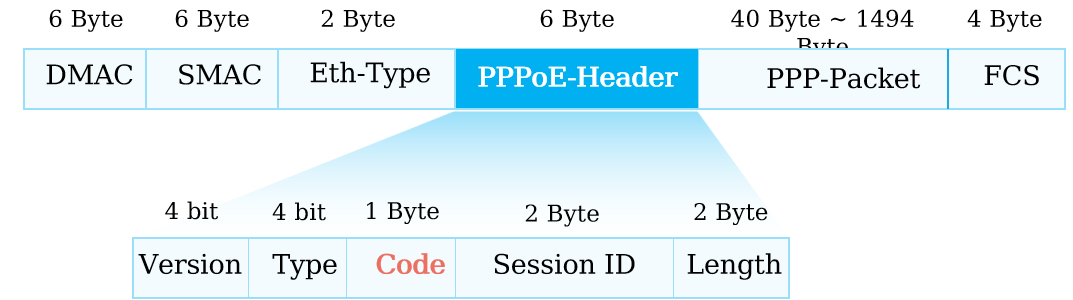 6 Byte 6 Byte 2 Byte 6 Byte 40 Byte ~ 1494 4 Byte
Byte
DMAC SMAC Eth-Type PPPoE-Header PPP-Packet FCS
4 bit 4 bit 1 Byte 2 Byte 2 Byte
Version Type Code Session ID Length